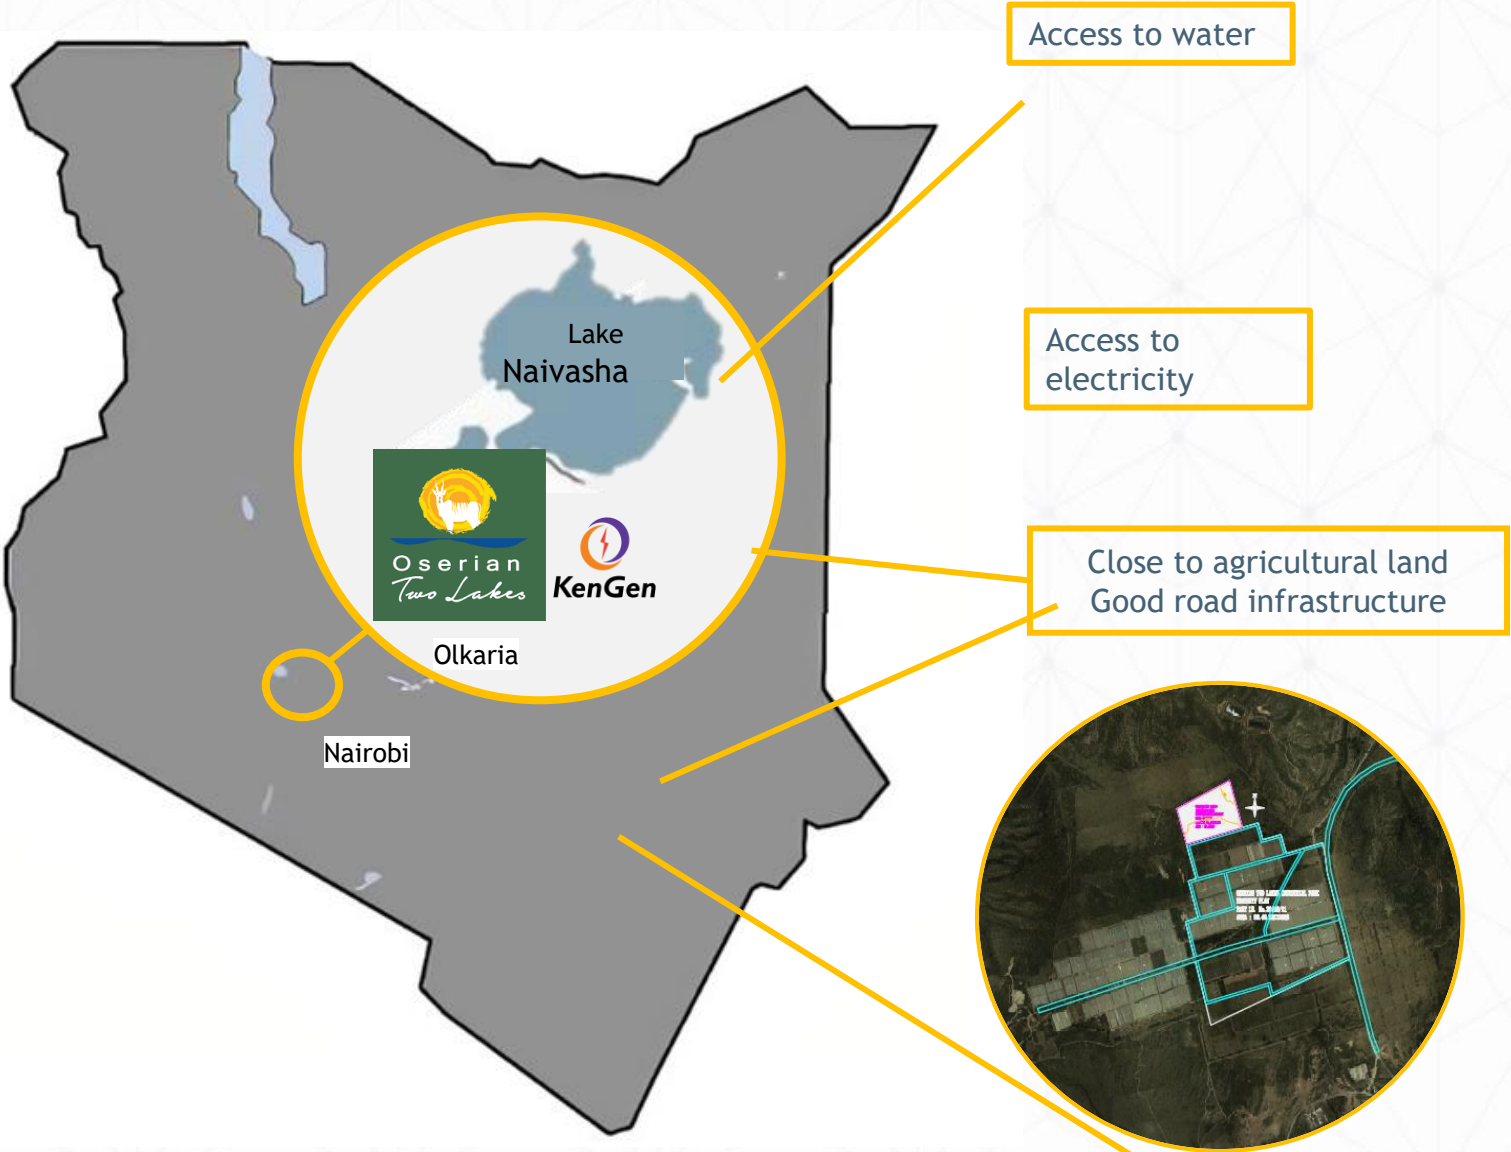 Access to water
Lake
Naivasha
Access to
electricity
Oserian
Two Lakes
KenGen
Close to agricultural land
Good road infrastructure
Olkaria
Nairobi